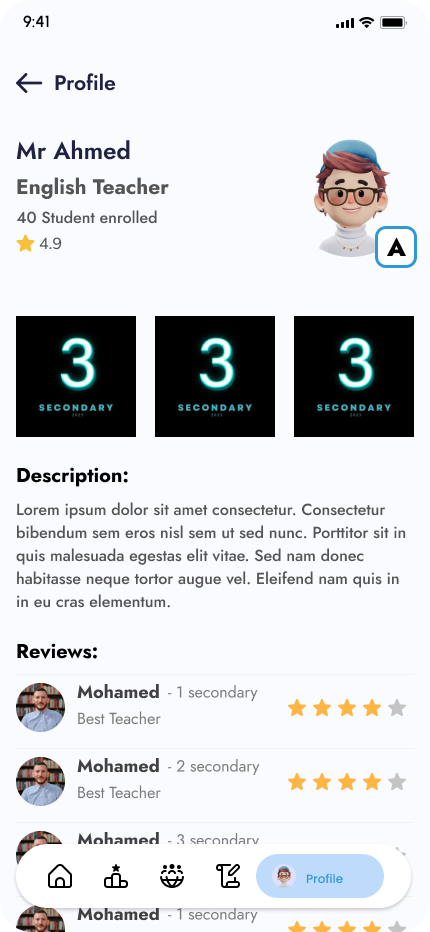 9:41
Profile
Mr Ahmed
English Teacher
40 Student enrolled
4.9
A
3
SECONDARY
2021
3
SECONDARY
2021
3
SECONDARY
2021
Description:
Lorem ipsum dolor sit amet consectetur. Consectetur
bibendum sem eros nisl sem ut sed nunc. Porttitor sit in
quis malesuada egestas elit vitae. Sed nam donec
habitasse neque tortor augue vel. Eleifend nam quis in
in eu cras elementum.
Reviews:
Mohamed - 1 secondary
Best Teacher
Mohamed - 2 secondary
Best Teacher
Mohamed - 3 secondary
Profile
Mohamed - 1 secondary